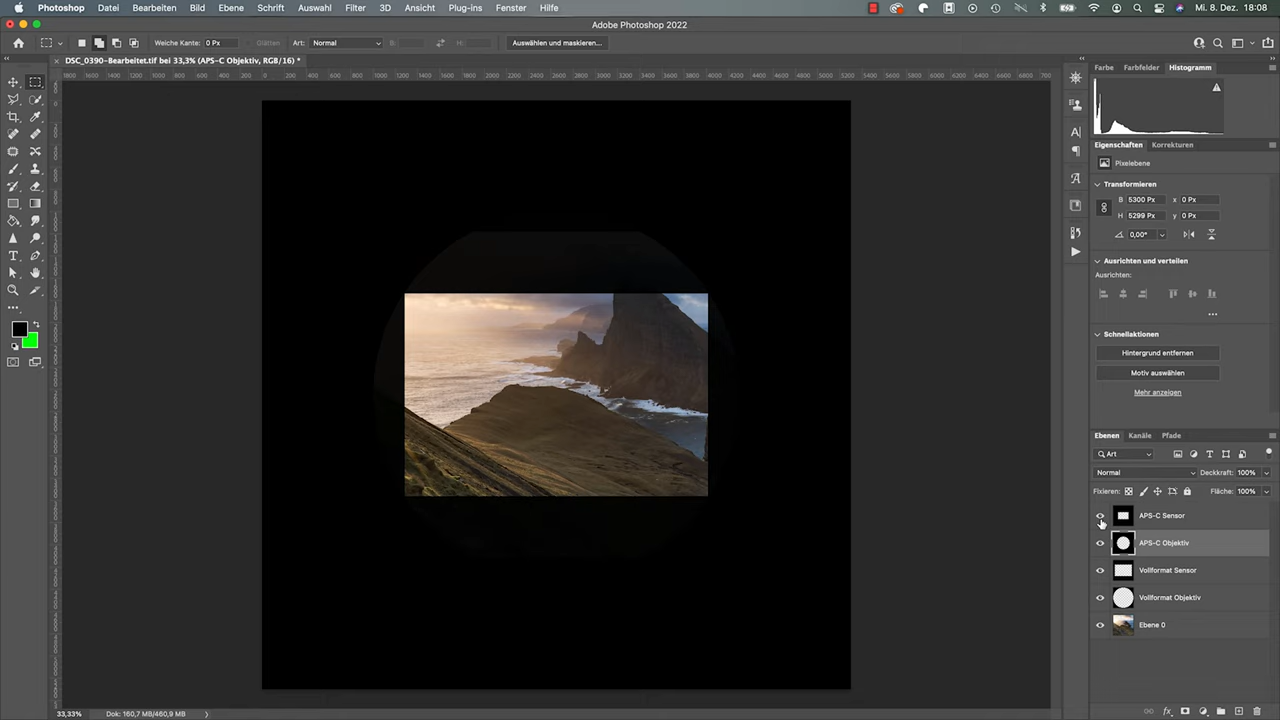 Photoshop Datei Bearbeiten Bild Ebene Schrift Auswahl Filter 3D Ansicht Plug-ins Fenster Hilfe Mi. 8. Dez. 18:08
Adobe Photoshop 2022
Weiche Kante: 0 Px Glätten Art: Normal B: H: Auswählen und maskieren...
DSC_0390-Bearbeitet.tif bei 33,3% (APS-C Objektiv, RGB/16) *
Farbe Farbfelder Histogramm
Eigenschaften Korrekturen
Pixelebene
Transformieren
B 5300 Px x 0 Px
H 5299 Px y 0 Px
0,00°
Ausrichten und verteilen
Ausrichten:
Schnellaktionen
Hintergrund entfernen
Motiv auswählen
Mehr anzeigen
Ebenen Kanäle Pfade
Art
Normal Deckkraft: 100%
Fixieren: Fläche: 100%
APS-C Sensor
APS-C Objektiv
Vollformat Sensor
Vollformat Objektiv
Ebene 0
33,33% Dok: 160,7 MB/460,9 MB